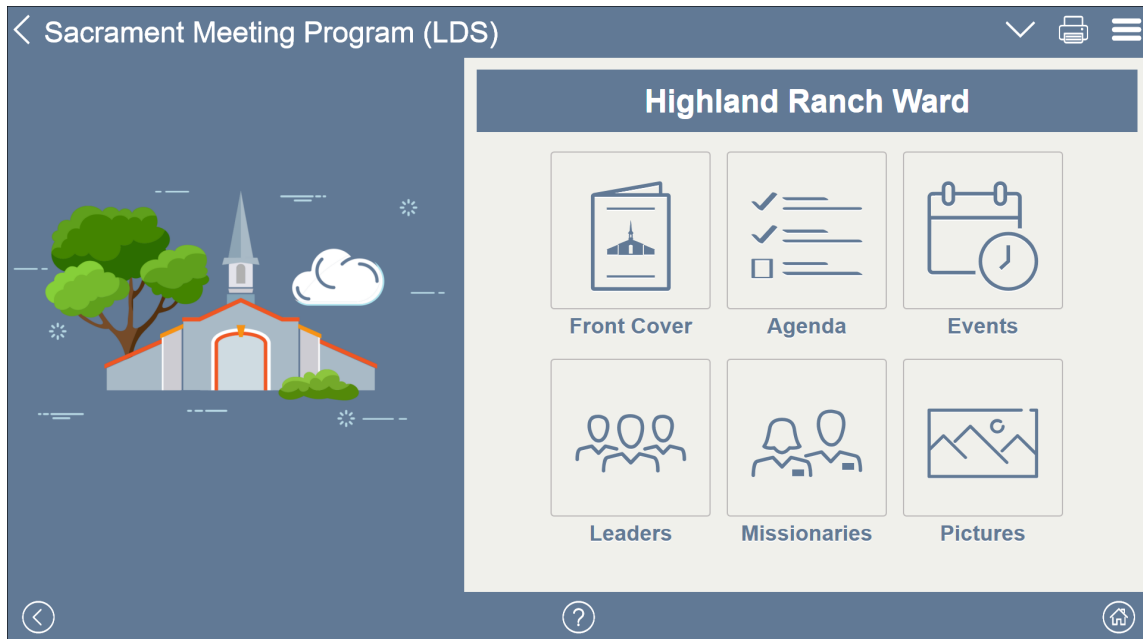 Sacrament Meeting Program (LDS)
Highland Ranch Ward
Front Cover
Agenda
Events
Leaders
Missionaries
Pictures
?